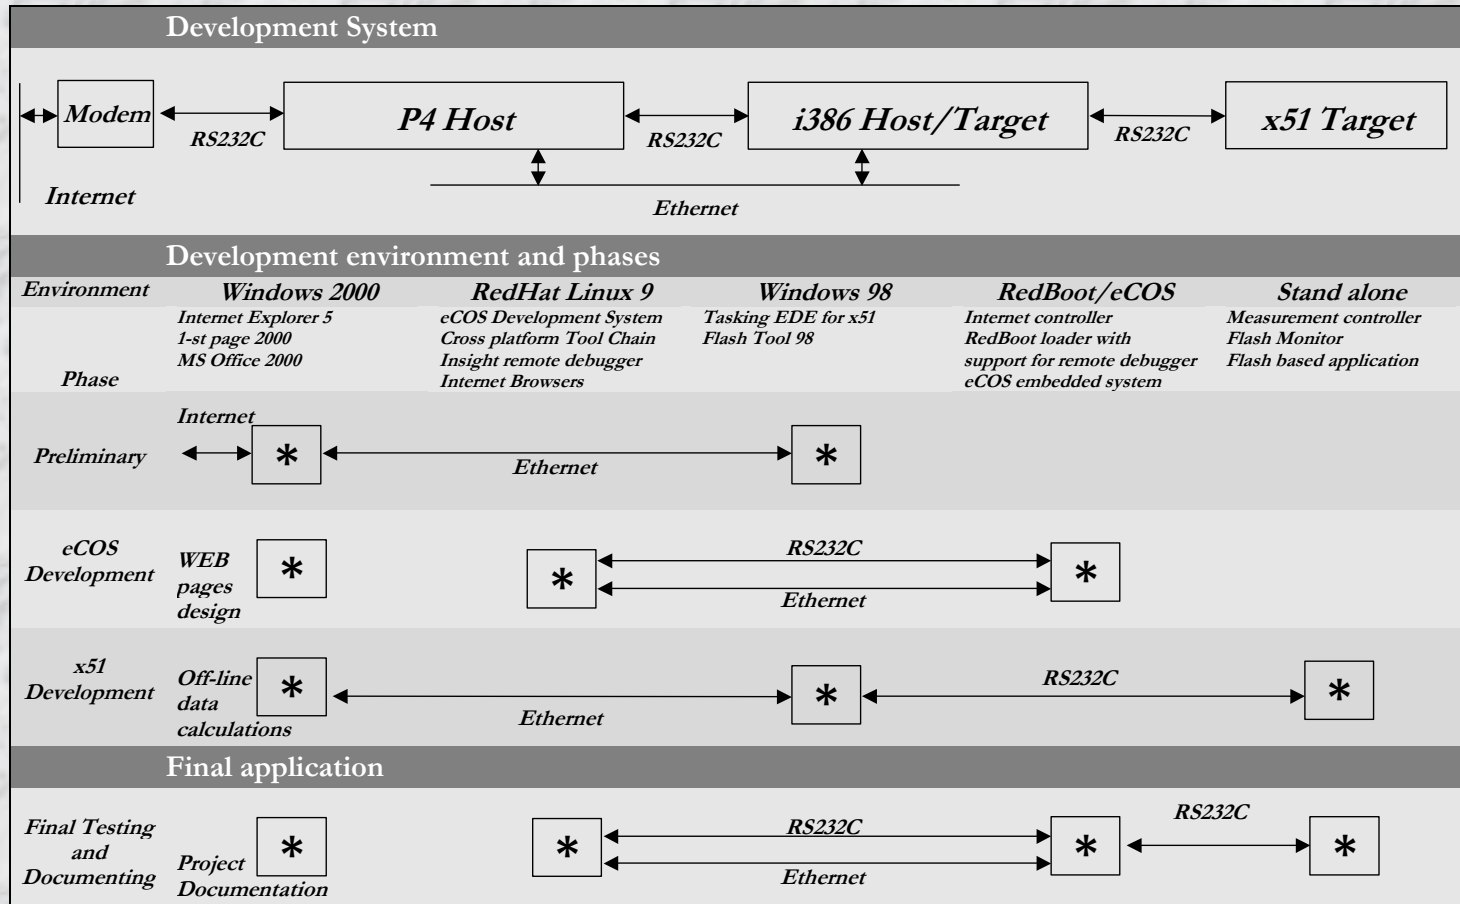 Development System
Modem
RS232C
P4 Host
RS232C
i386 Host/Target
RS232C
x51 Target
Internet
Ethernet
Development environment and phases
Environment
Windows 2000
RedHat Linux 9
Windows 98
RedBoot/eCOS
Stand alone
Phase
Internet Explorer 5
1-st page 2000
MS Office 2000
eCOS Development System
Cross platform Tool Chain
Insight remote debugger
Internet Browsers
Tasking EDE for x51
Flash Tool 98
Internet controller
RedBoot loader with
support for remote debugger
eCOS embedded system
Measurement controller
Flash Monitor
Flash based application
Preliminary
Internet
*
Ethernet
*
eCOS
Development
WEB
pages
design
*
*
RS232C
Ethernet
*
x51
Development
Off-line
data
calculations
*
Ethernet
*
RS232C
*
Final application
Final Testing
and
Documenting
Project
Documentation
*
*
RS232C
Ethernet
*
RS232C
*